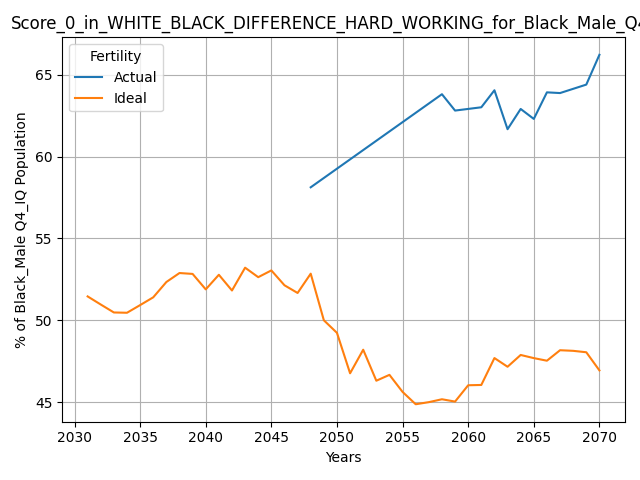 Score_0_in_WHITE_BLACK_DIFFERENCE_HARD_WORKING_for_Black_Male_Q4
Fertility
Actual
Ideal
% of Black_Male Q4_IQ Population
65
60
55
50
45
2030 2035 2040 2045 2050 2055 2060 2065 2070
Years